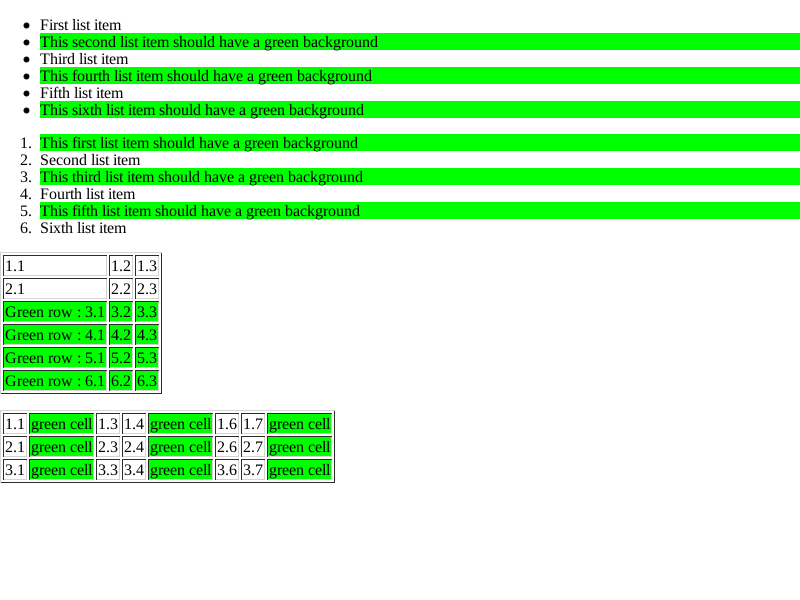 • First list item
• This second list item should have a green background
• Third list item
• This fourth list item should have a green background
• Fifth list item
• This sixth list item should have a green background
1. This first list item should have a green background
2. Second list item
3. This third list item should have a green background
4. Fourth list item
5. This fifth list item should have a green background
6. Sixth list item
1.1 1.2 1.3
2.1 2.2 2.3
Green row : 3.1 3.2 3.3
Green row : 4.1 4.2 4.3
Green row : 5.1 5.2 5.3
Green row : 6.1 6.2 6.3
1.1 green cell 1.3 1.4 green cell 1.6 1.7 green cell
2.1 green cell 2.3 2.4 green cell 2.6 2.7 green cell
3.1 green cell 3.3 3.4 green cell 3.6 3.7 green cell